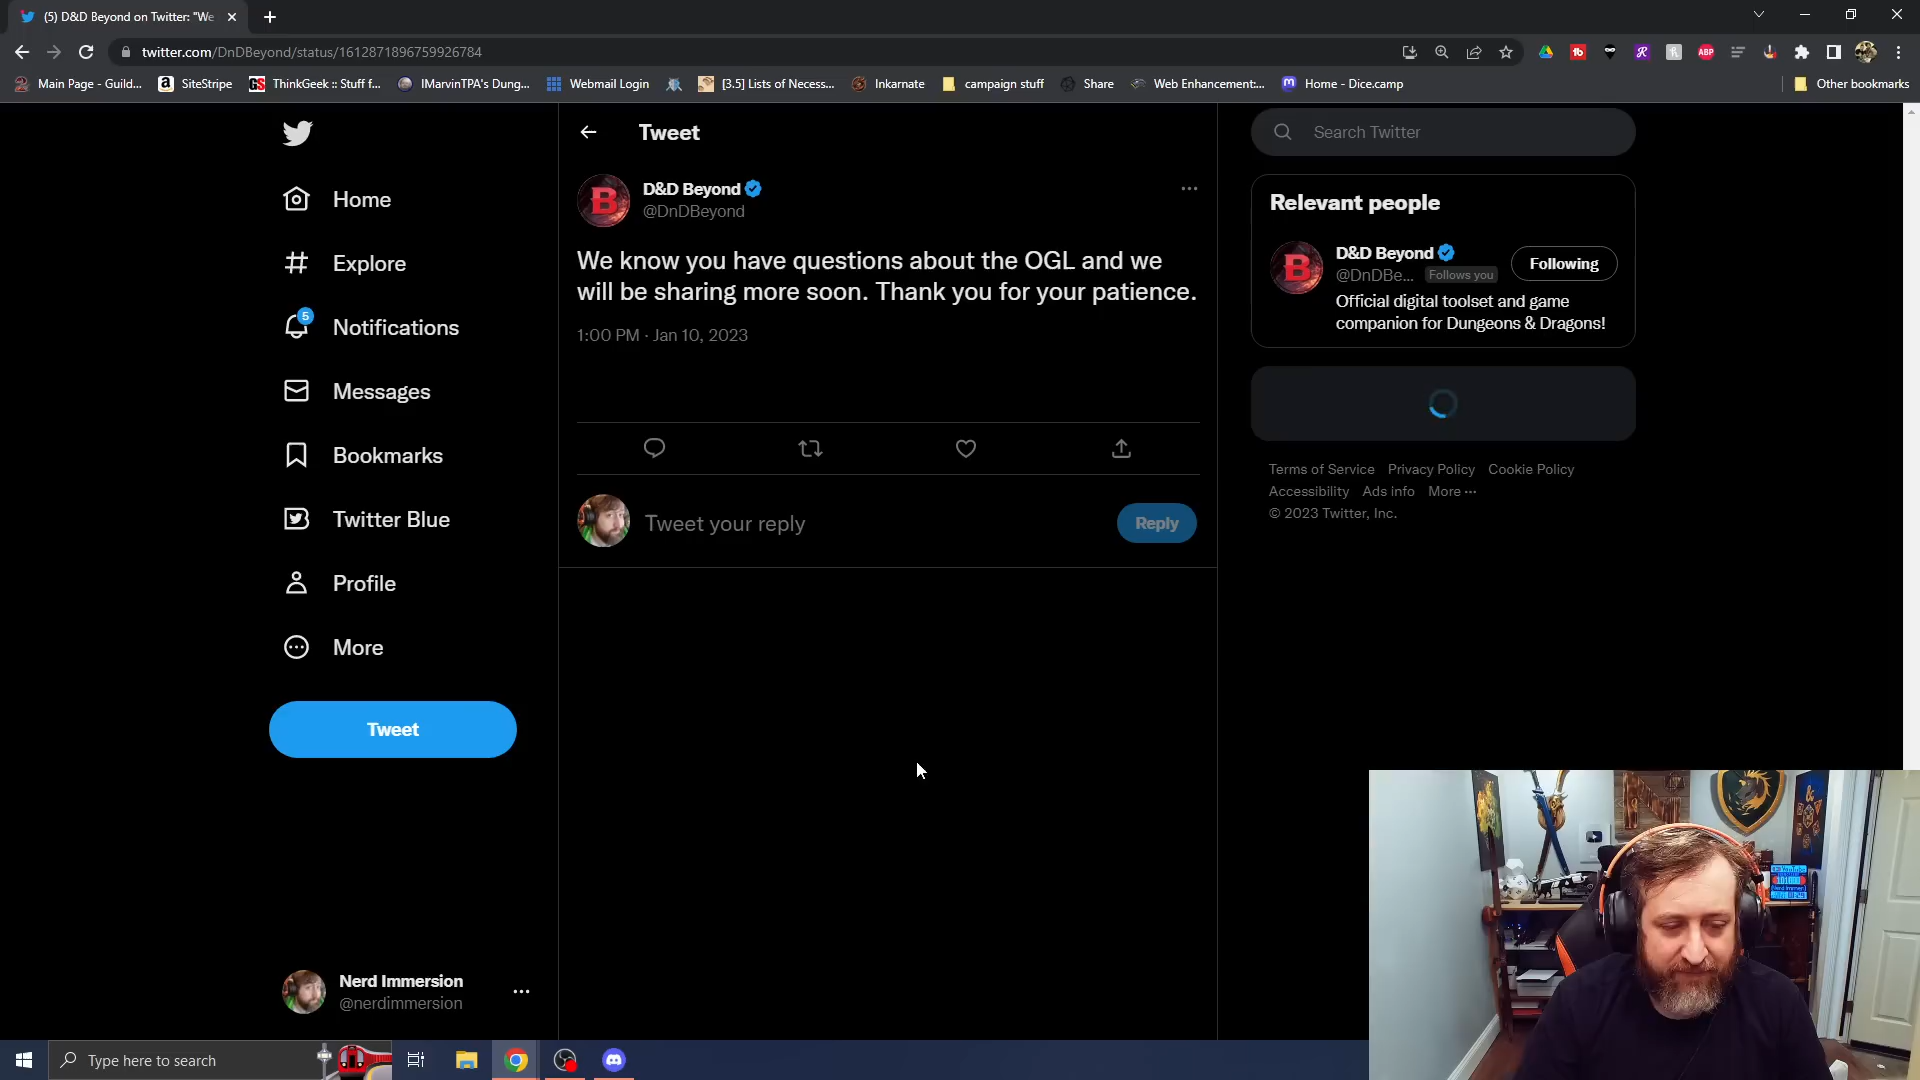 (5) D&D Beyond on Twitter: "We
twitter.com/DnDBeyond/status/1612871896759926784
Main Page - Guild...
SiteStripe
ThinkGeek :: Stuff f...
IMarvinTPA's Dung...
Webmail Login
[3.5] Lists of Necess...
Inkarnate
campaign stuff
Share
Web Enhancement:...
Home - Dice.camp
Other bookmarks
Home
Explore
5
Notifications
Messages
Bookmarks
Twitter Blue
Profile
More
Tweet
Nerd Immersion
@nerdimmersion
Tweet
D&D Beyond
@DnDBeyond
We know you have questions about the OGL and we
will be sharing more soon. Thank you for your patience.
1:00 PM · Jan 10, 2023
Tweet your reply
Reply
Search Twitter
Relevant people
D&D Beyond
@DnDBe... Follows you
Following
Official digital toolset and game
companion for Dungeons & Dragons!
Terms of Service Privacy Policy Cookie Policy
Accessibility Ads info More ...
© 2023 Twitter, Inc.
Type here to search